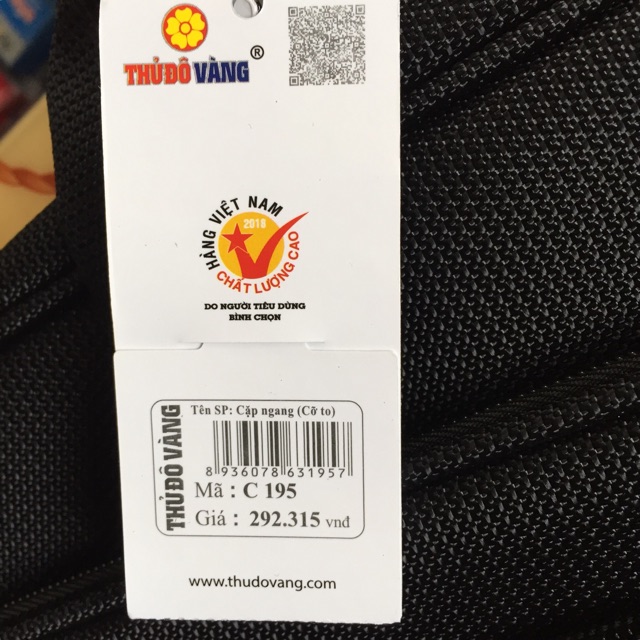 THỦ ĐÔ VÀNG ®
HÀNG VIỆT NAM
2018
CHẤT LƯỢNG CAO
DO NGƯỜI TIÊU DÙNG
BÌNH CHỌN
THỦ ĐÔ VÀNG
Tên SP: Cặp ngang (Cỡ to)
8 936078 631957
Mã : C 195
Giá : 292.315 vnđ
www.thudovang.com